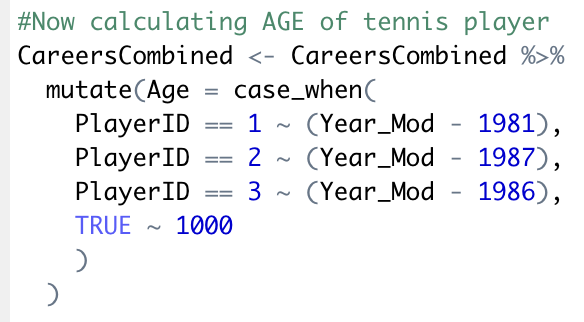 #Now calculating AGE of tennis player
CareersCombined <- CareersCombined %>%
  mutate(Age = case_when(
    PlayerID == 1 ~ (Year_Mod - 1981),
    PlayerID == 2 ~ (Year_Mod - 1987),
    PlayerID == 3 ~ (Year_Mod - 1986),
    TRUE ~ 1000
    )
  )